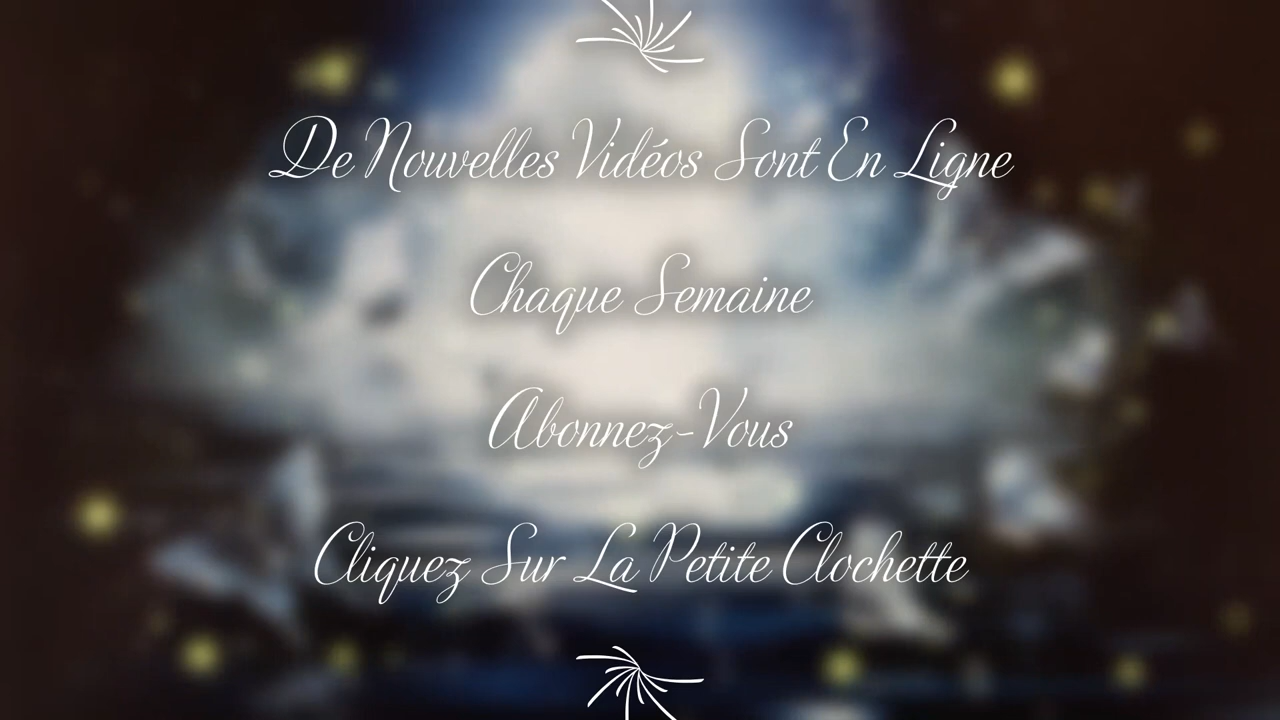 De Nouvelles Vidéos Sont En Ligne
Chaque Semaine
Abonnez-Vous
Cliquez Sur La Petite Clochette